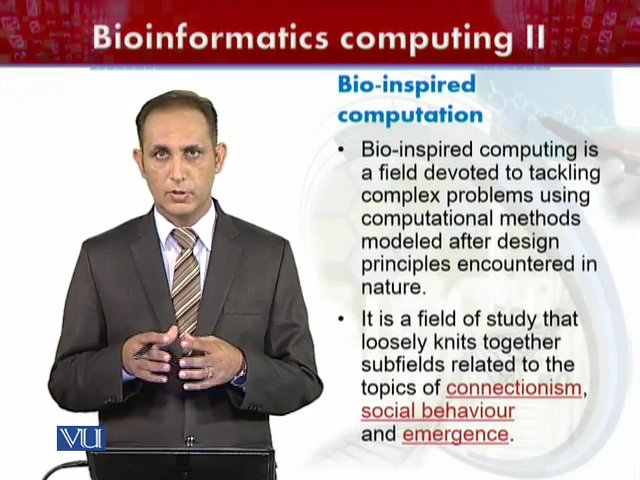 Bioinformatics computing II
Bio-inspired
computation
• Bio-inspired computing is
a field devoted to tackling
complex problems using
computational methods
modeled after design
principles encountered in
nature.
• It is a field of study that
loosely knits together
subfields related to the
topics of connectionism,
social behaviour
and emergence.
VU